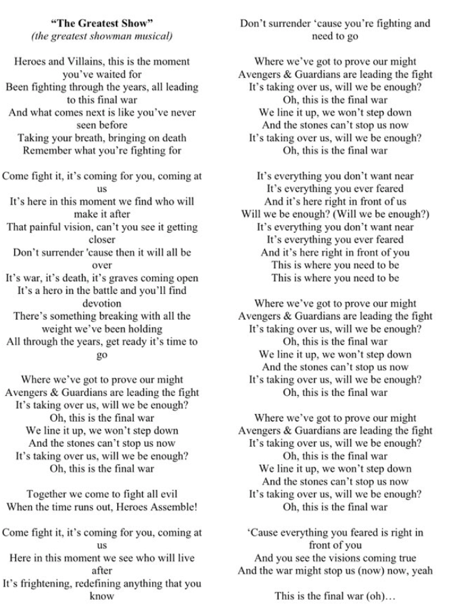 “The Greatest Show”
(the greatest showman musical)
Heroes and Villains, this is the moment
you’ve waited for
Been fighting through the years, all leading
to this final war
And what comes next is like you’ve never
seen before
Taking your breath, bringing on death
Remember what you’re fighting for
Come fight it, it’s coming for you, coming at
us
It’s here in this moment we find who will
make it after
That painful vision, can’t you see it getting
closer
Don’t surrender 'cause then it will all be
over
It’s war, it’s death, it’s graves coming open
It’s a hero in the battle and you’ll find
devotion
There’s something breaking with all the
weight we’ve been holding
All through the years, get ready it’s time to
go
Where we’ve got to prove our might
Avengers & Guardians are leading the fight
It’s taking over us, will we be enough?
Oh, this is the final war
We line it up, we won’t step down
And the stones can’t stop us now
It’s taking over us, will we be enough?
Oh, this is the final war
Together we come to fight all evil
When the time runs out, Heroes Assemble!
Come fight it, it’s coming for you, coming at
us
Here in this moment we see who will live
after
It’s frightening, redefining anything that you
know
Don’t surrender ‘cause you’re fighting and
need to go
Where we’ve got to prove our might
Avengers & Guardians are leading the fight
It’s taking over us, will we be enough?
Oh, this is the final war
We line it up, we won’t step down
And the stones can’t stop us now
It’s taking over us, will we be enough?
Oh, this is the final war
It’s everything you don’t want near
It’s everything you ever feared
And it’s here right in front of us
Will we be enough? (Will we be enough?)
It’s everything you don’t want near
It’s everything you ever feared
And it’s here right in front of you
This is where you need to be
This is where you need to be
Where we’ve got to prove our might
Avengers & Guardians are leading the fight
It’s taking over us, will we be enough?
Oh, this is the final war
We line it up, we won’t step down
And the stones can’t stop us now
It’s taking over us, will we be enough?
Oh, this is the final war
Where we’ve got to prove our might
Avengers & Guardians are leading the fight
It’s taking over us, will we be enough?
Oh, this is the final war
We line it up, we won’t step down
And the stones can’t stop us now
It’s taking over us, will we be enough?
Oh, this is the final war
‘Cause everything you feared is right in
front of you
And you see the visions coming true
And the war might stop us (now) now, yeah
This is the final war (oh)…